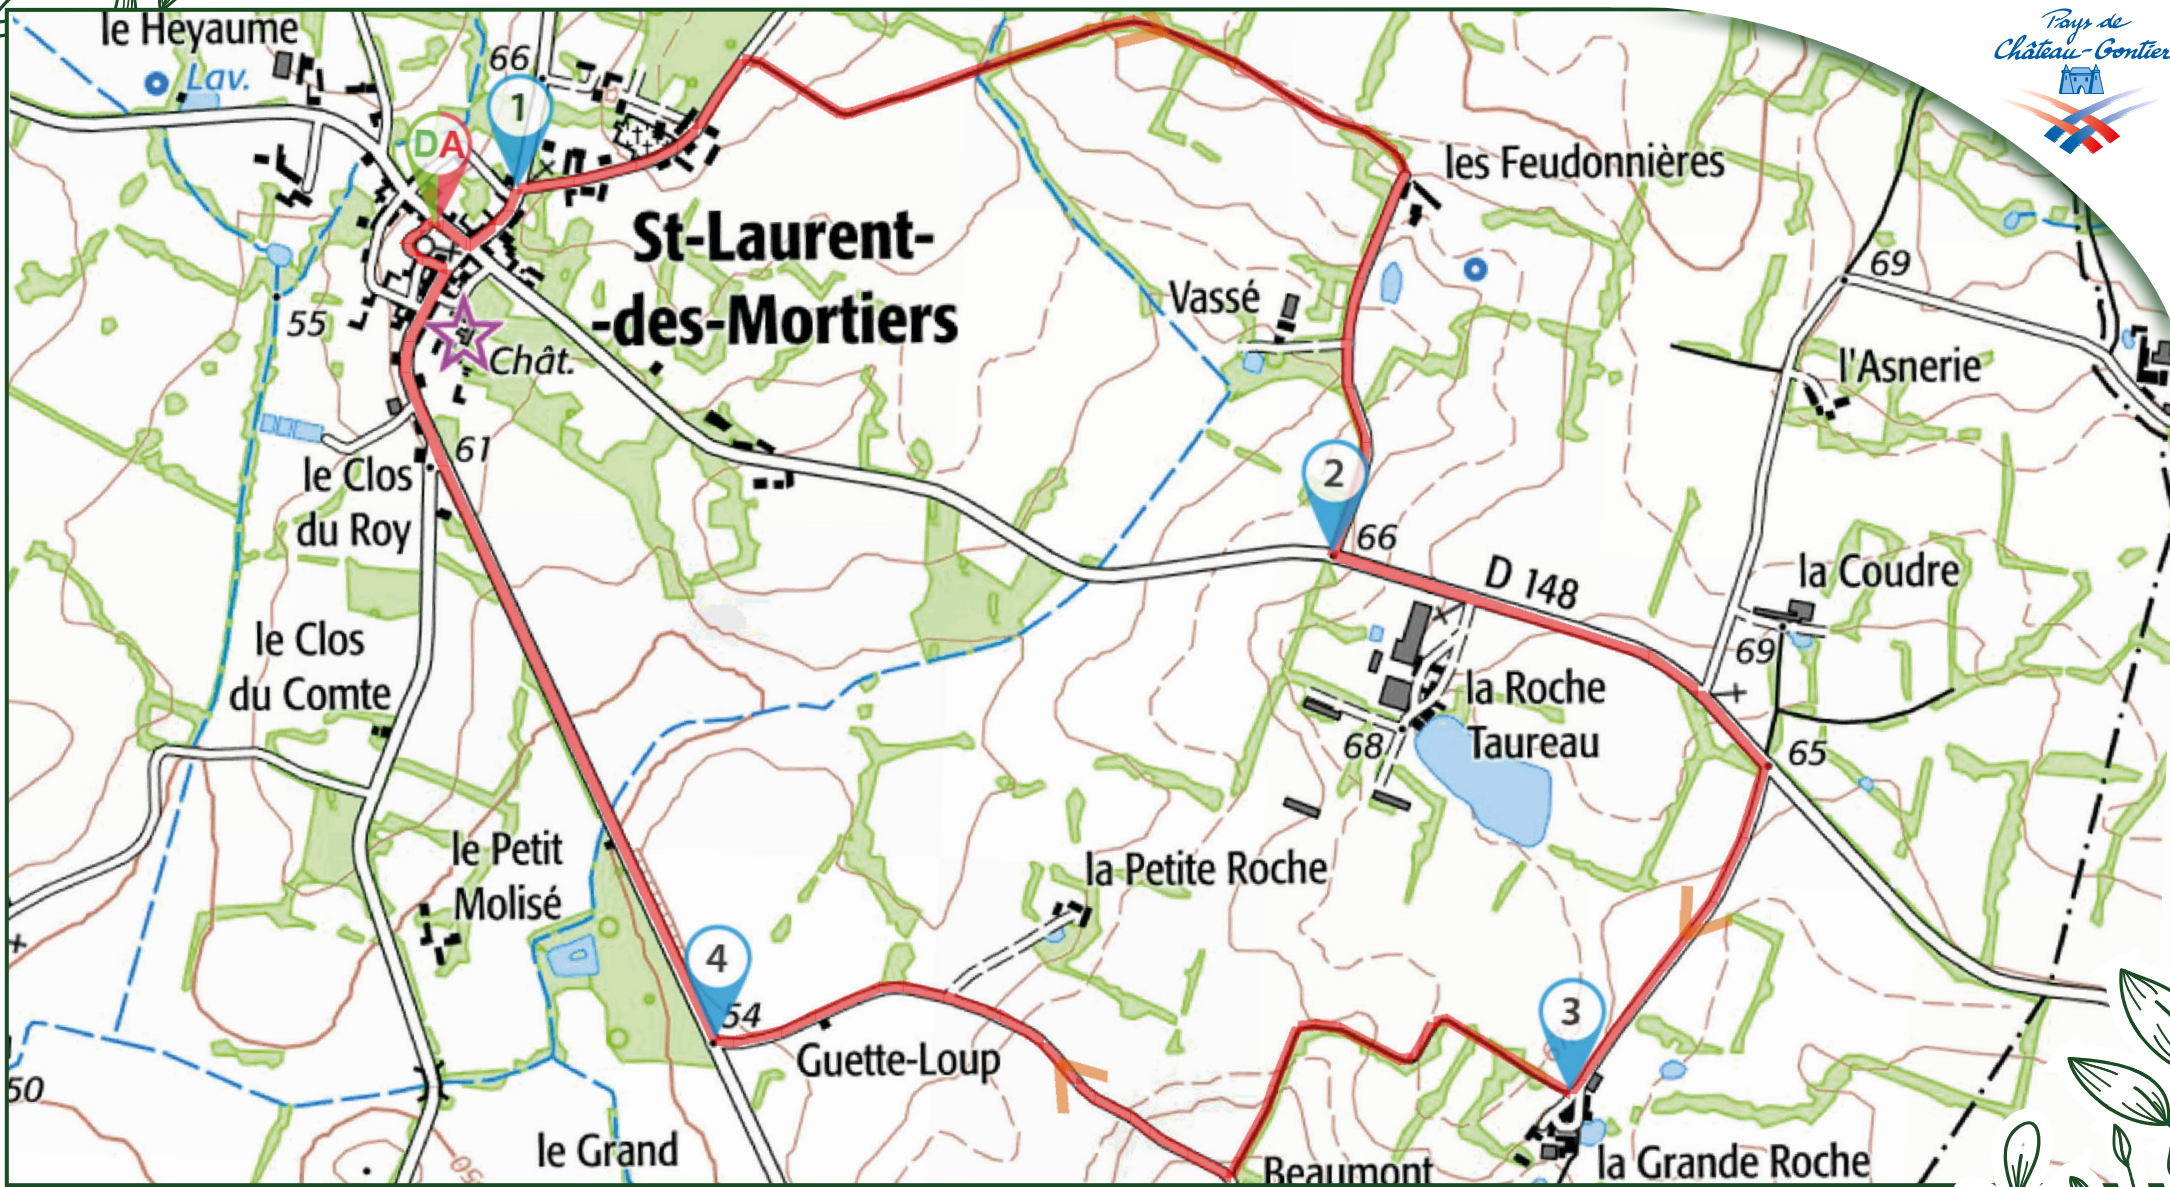 Pays de
Château-Gontier
le Heyaume
Lav.
66
1
DA
les Feudonnières
St-Laurent-
-des-Mortiers
69
Vassé
55
Chât.
l'Asnerie
61
le Clos
du Roy
2
66
D 148
la Coudre
le Clos
du Comte
69
la Roche
Taureau
68
65
le Petit
Molisé
la Petite Roche
4
54
3
Guette-Loup
50
le Grand
50
Beaumont
la Grande Roche